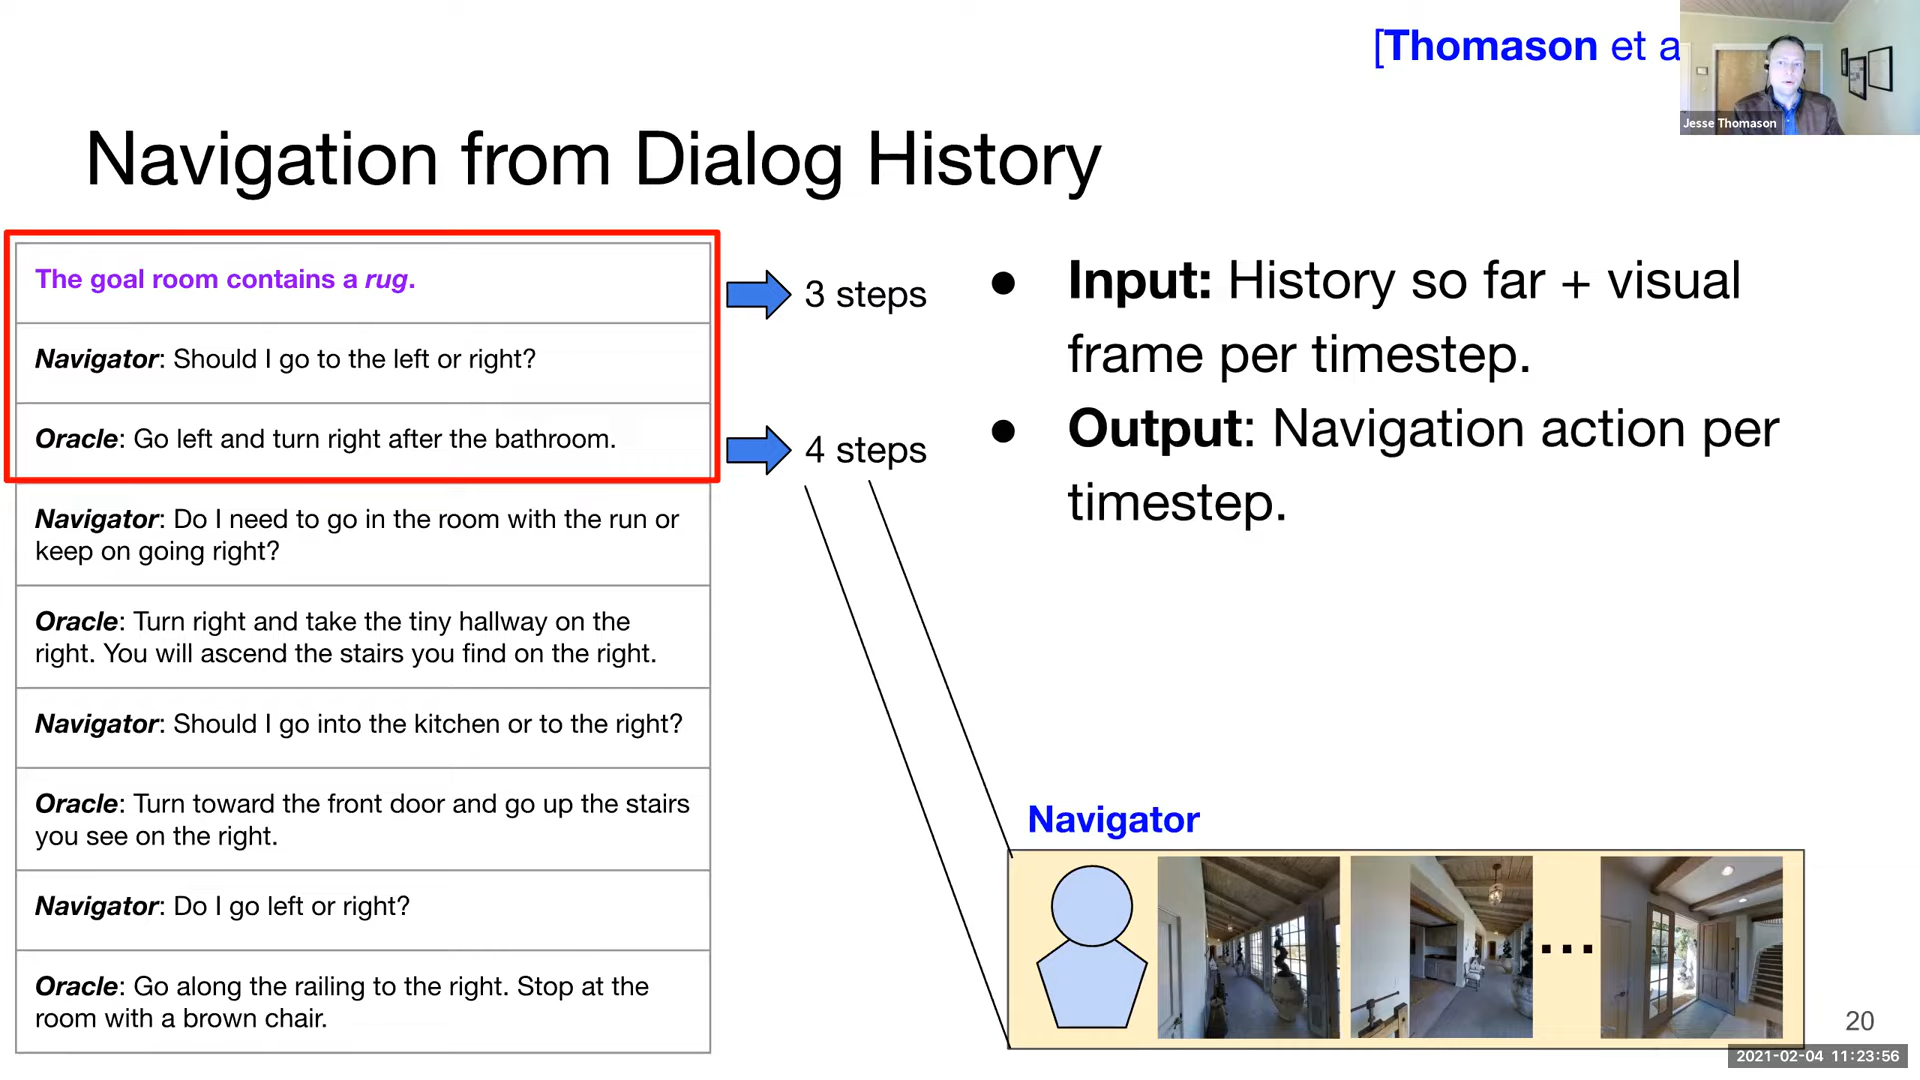 [Thomason et a
Jesse Thomason
Navigation from Dialog History
The goal room contains a rug.
Navigator: Should I go to the left or right?
Oracle: Go left and turn right after the bathroom.
Navigator: Do I need to go in the room with the run or
keep on going right?
Oracle: Turn right and take the tiny hallway on the
right. You will ascend the stairs you find on the right.
Navigator: Should I go into the kitchen or to the right?
Oracle: Turn toward the front door and go up the stairs
you see on the right.
Navigator: Do I go left or right?
Oracle: Go along the railing to the right. Stop at the
room with a brown chair.
3 steps
4 steps
● Input: History so far + visual
frame per timestep.
● Output: Navigation action per
timestep.
Navigator
...
20
2021-02-04 11:23:56